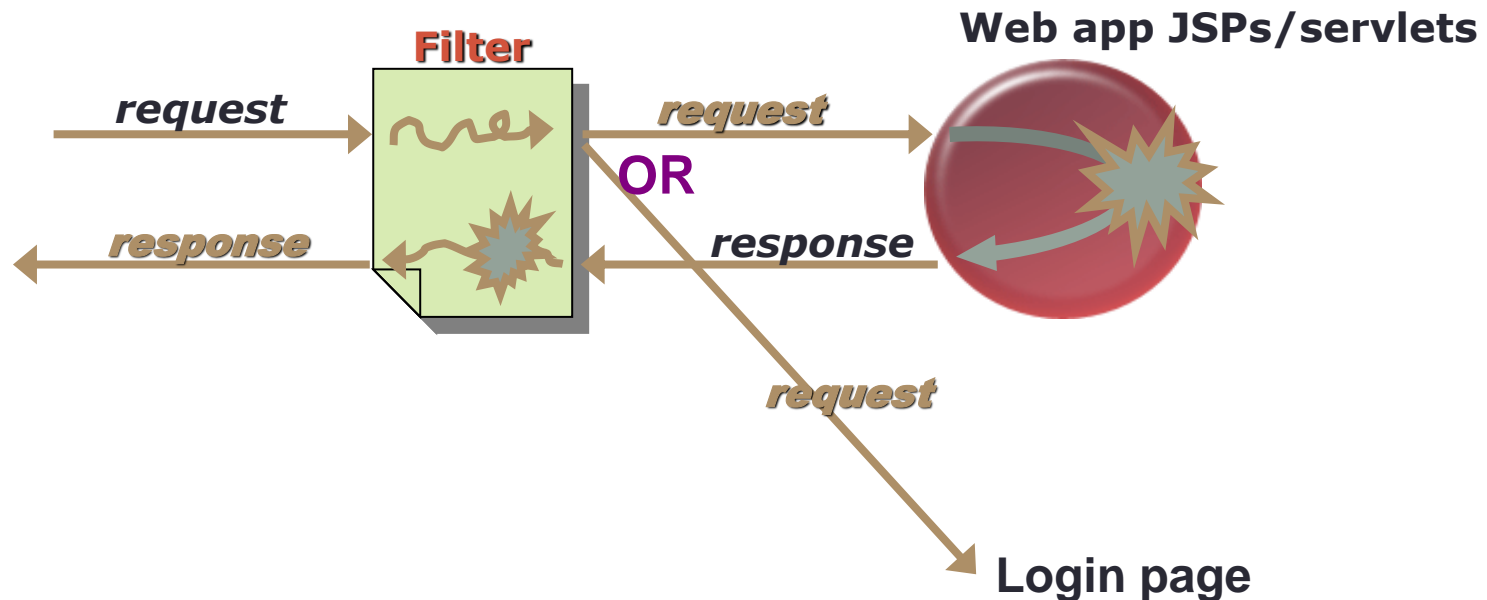 Web app JSPs/servlets
Filter
request
request
OR
response
response
request
Login page